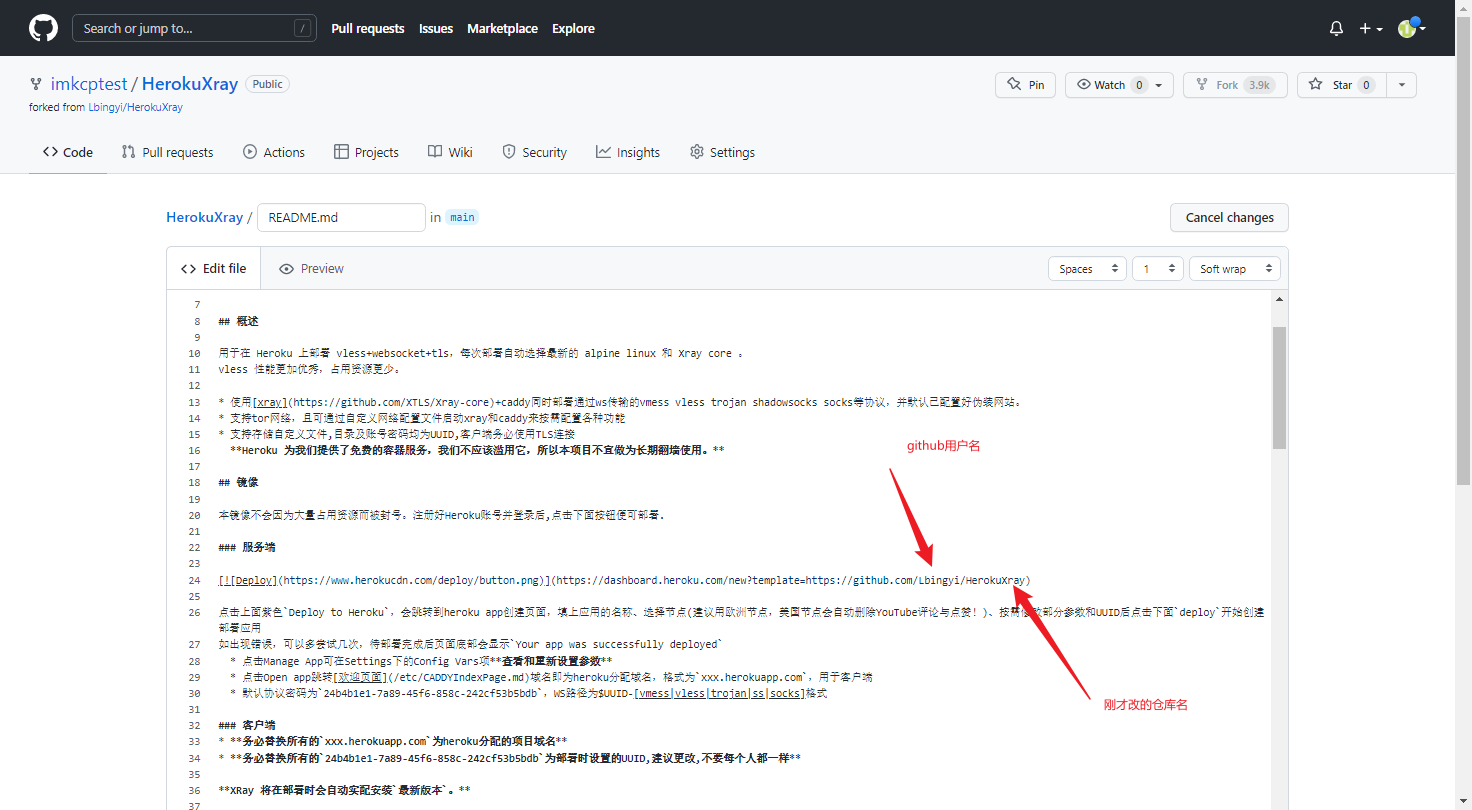 Search or jump to... /
Pull requests Issues Marketplace Explore
imkcptest / HerokuXray Public
forked from Lbingyi/HerokuXray
Pin Watch 0 Fork 3.9k Star 0
Code Pull requests Actions Projects Wiki Security Insights Settings
HerokuXray / README.md in main Cancel changes
<> Edit file Preview Spaces 1 Soft wrap
7
8 ## 概述
9
10 用于在 Heroku 上部署 vless+websocket+tls，每次部署自动选择最新的 alpine linux 和 Xray core 。
11 vless 性能更加优秀，占用资源更少。
12
13 * 使用[xray](https://github.com/XTLS/Xray-core)+caddy同时部署通过ws传输的vmess vless trojan shadowsocks socks等协议，并默认已配置好伪装网站。
14 * 支持tor网络，且可通过自定义网络配置文件启动xray和caddy来按需配置各种功能
15 * 支持存储自定义文件,目录及账号密码均为UUID,客户端务必使用TLS连接
16 **Heroku 为我们提供了免费的容器服务，我们不应该滥用它，所以本项目不宜做为长期翻墙使用。**
github用户名
17
18 ## 镜像
19
20 本镜像不会因为大量占用资源而被封号。注册好Heroku账号并登录后,点击下面按钮便可部署.
21
22 ### 服务端
23
24 [![Deploy](https://www.herokucdn.com/deploy/button.png)](https://dashboard.heroku.com/new?template=https://github.com/Lbingyi/HerokuXray)
25
26 点击上面紫色`Deploy to Heroku`，会跳转到heroku app创建页面，填上应用的名称、选择节点(建议用欧洲节点，美国节点会自动删除YouTube评论与点赞！)、按需修改部分参数和UUID后点击下面`deploy`开始创建
部署应用
27 如出现错误，可以多尝试几次，待部署完成后页面底部会显示`Your app was successfully deployed`
28 * 点击Manage App可在Settings下的Config Vars项**查看和重新设置参数**
29 * 点击Open app跳转[欢迎页面](/etc/CADDYIndexPage.md)域名即为heroku分配域名，格式为`xxx.herokuapp.com`，用于客户端
30 * 默认协议密码为`24b4b1e1-7a89-45f6-858c-242cf53b5bdb`，WS路径为$UUID-[vmess|vless|trojan|ss|socks]格式
刚才改的仓库名
31
32 ### 客户端
33 * **务必替换所有的`xxx.herokuapp.com`为heroku分配的项目域名**
34 * **务必替换所有的`24b4b1e1-7a89-45f6-858c-242cf53b5bdb`为部署时设置的UUID,建议更改,不要每个人都一样**
35
36 **XRay 将在部署时会自动实配安装`最新版本`。**
37